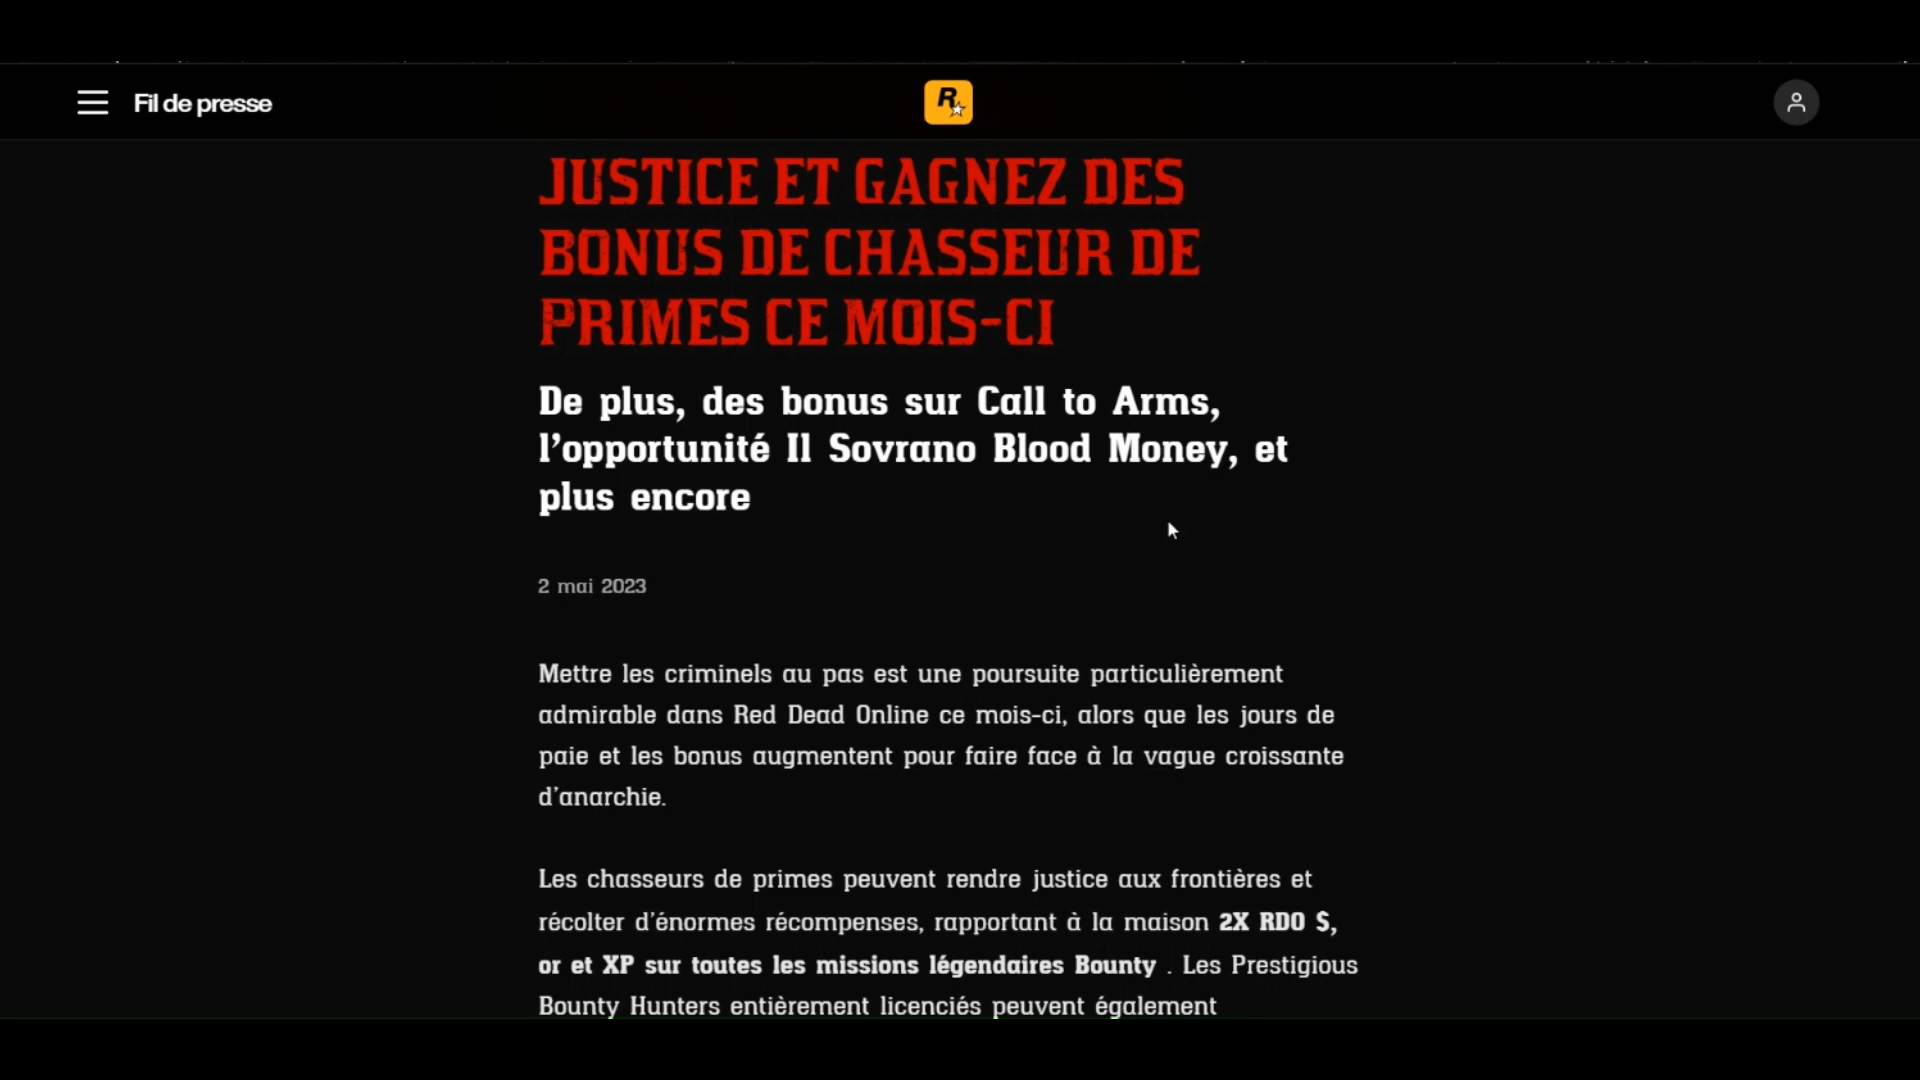 Fil de presse
R
JUSTICE ET GAGNEZ DES
BONUS DE CHASSEUR DE
PRIMES CE MOIS-CI
De plus, des bonus sur Call to Arms,
l’opportunité Il Sovrano Blood Money, et
plus encore
2 mai 2023
Mettre les criminels au pas est une poursuite particulièrement
admirable dans Red Dead Online ce mois-ci, alors que les jours de
paie et les bonus augmentent pour faire face à la vague croissante
d’anarchie.
Les chasseurs de primes peuvent rendre justice aux frontières et
récolter d’énormes récompenses, rapportant à la maison 2X RDO $,
or et XP sur toutes les missions légendaires Bounty . Les Prestigious
Bounty Hunters entièrement licenciés peuvent également